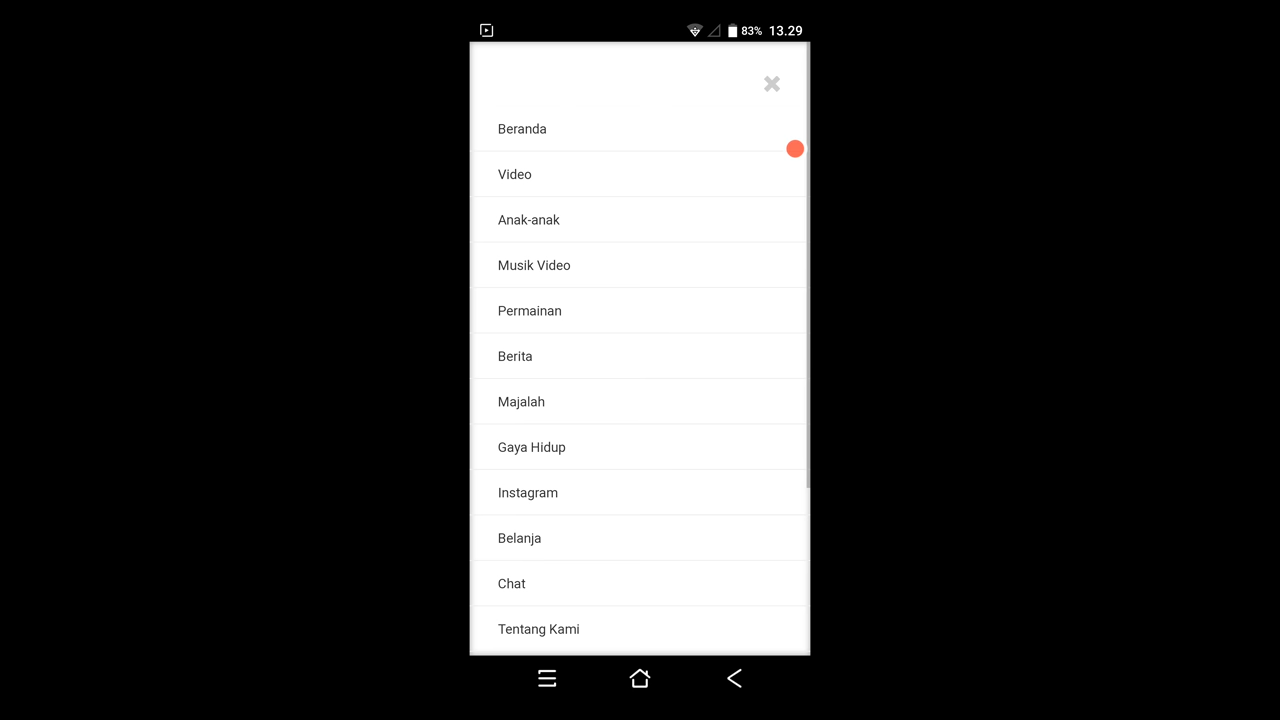 83% 13.29
Beranda
Video
Anak-anak
Musik Video
Permainan
Berita
Majalah
Gaya Hidup
Instagram
Belanja
Chat
Tentang Kami